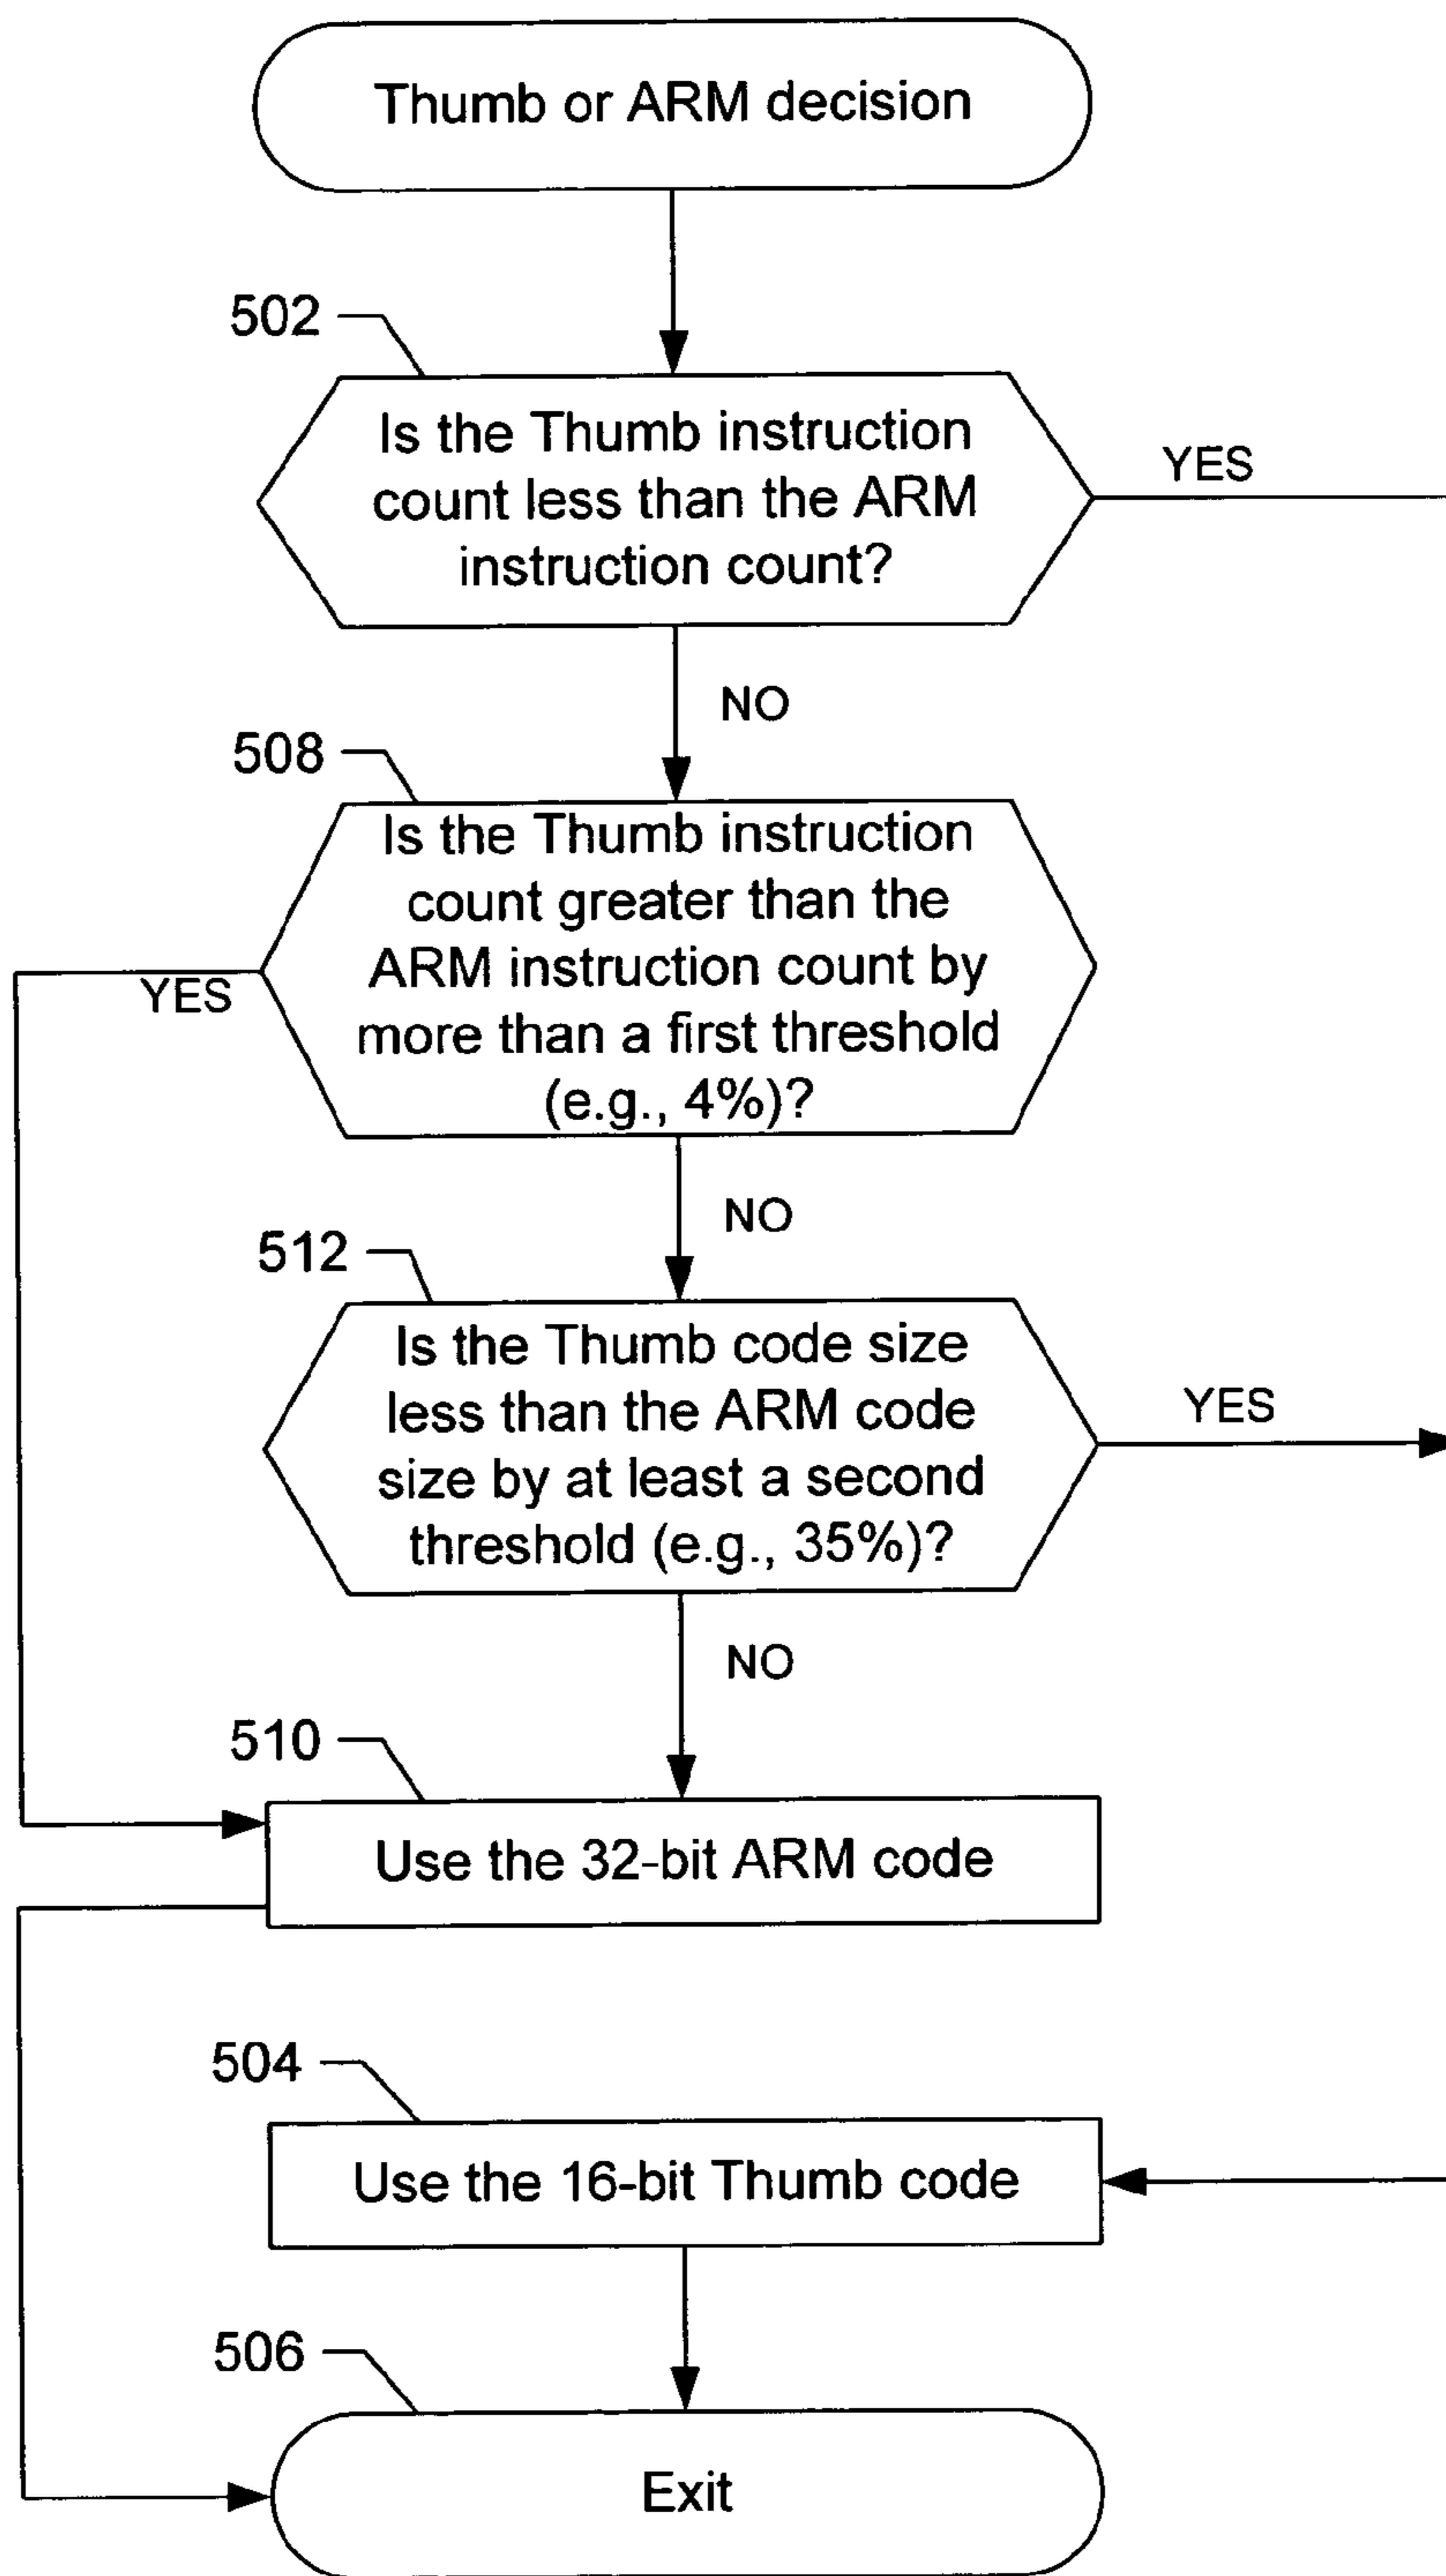 Thumb or ARM decision
502
Is the Thumb instruction
count less than the ARM
instruction count?
YES
NO
508
Is the Thumb instruction
count greater than the
ARM instruction count by
more than a first threshold
(e.g., 4%)?
YES
NO
512
Is the Thumb code size
less than the ARM code
size by at least a second
threshold (e.g., 35%)?
YES
NO
510
Use the 32-bit ARM code
504
Use the 16-bit Thumb code
506
Exit